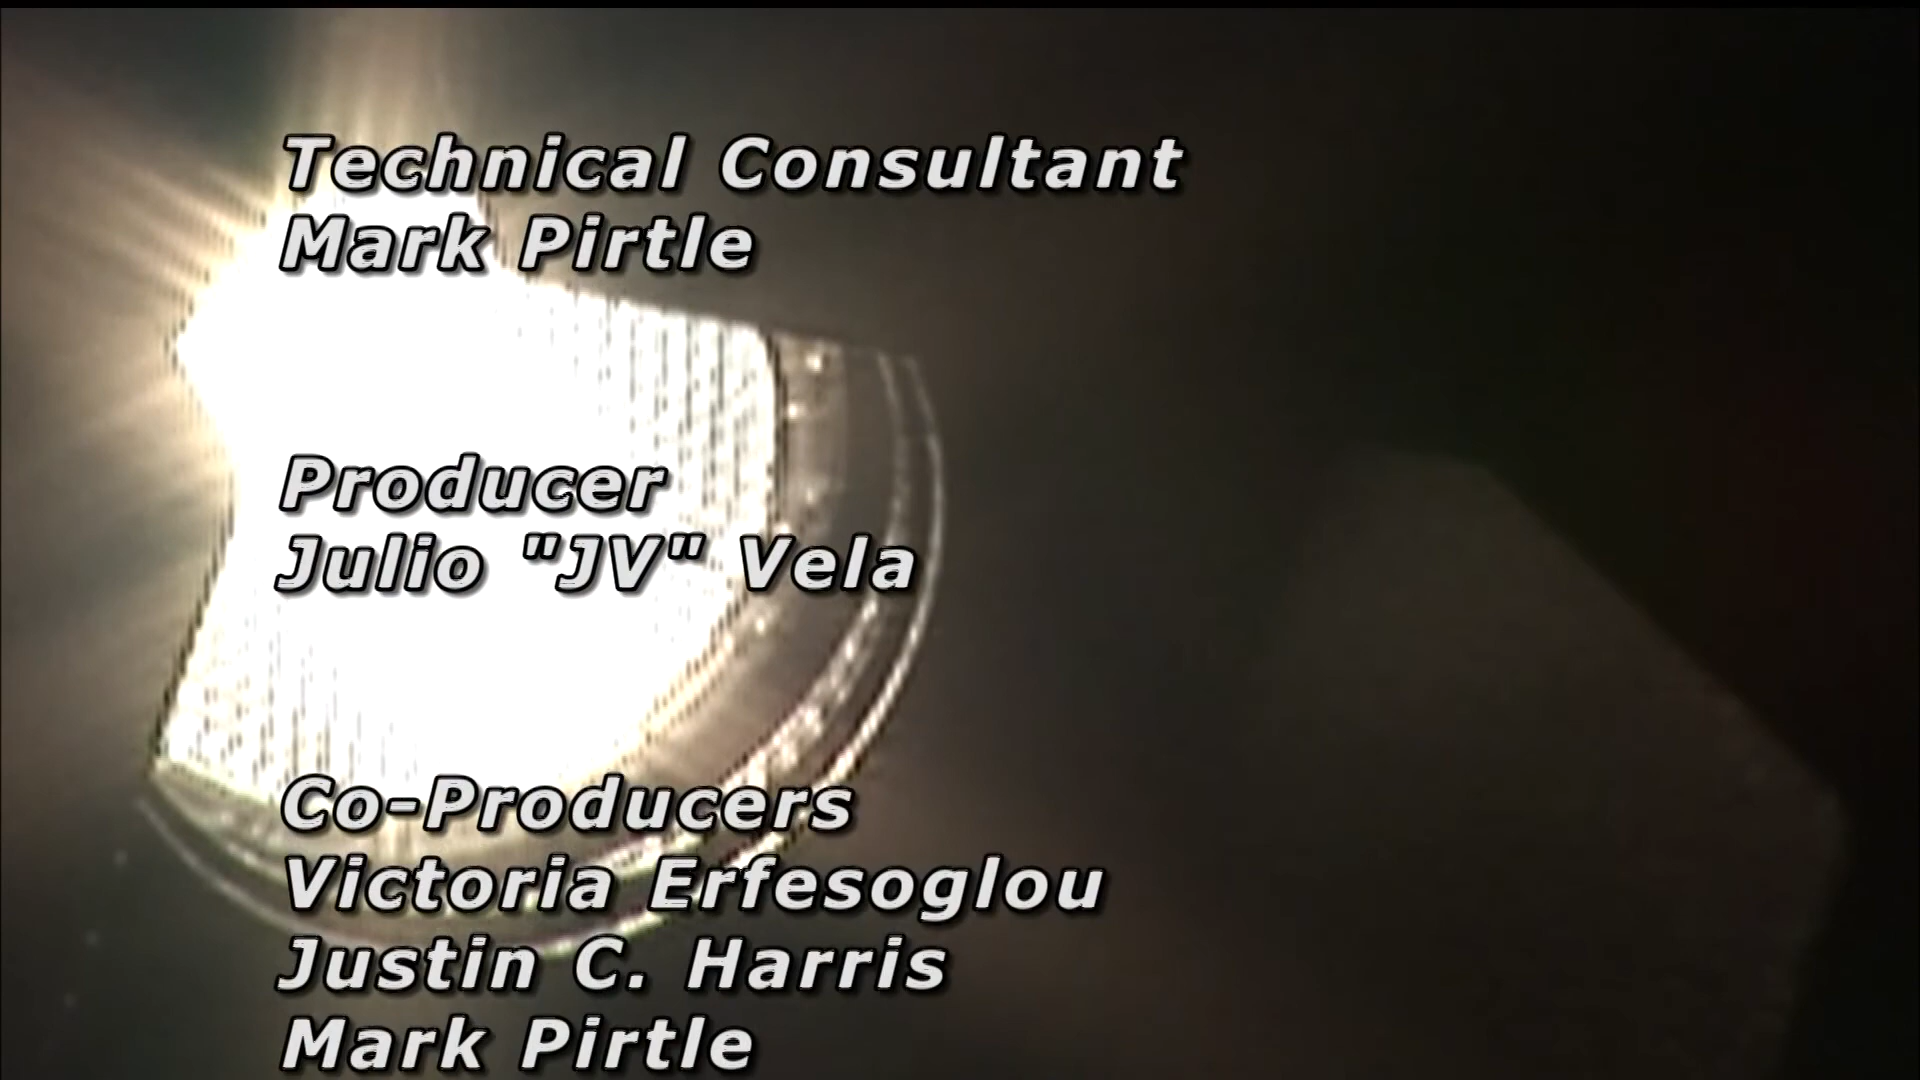 Technical Consultant
Mark Pirtle
Producer
Julio "JV" Vela
Co-Producers
Victoria Erfesoglou
Justin C. Harris
Mark Pirtle